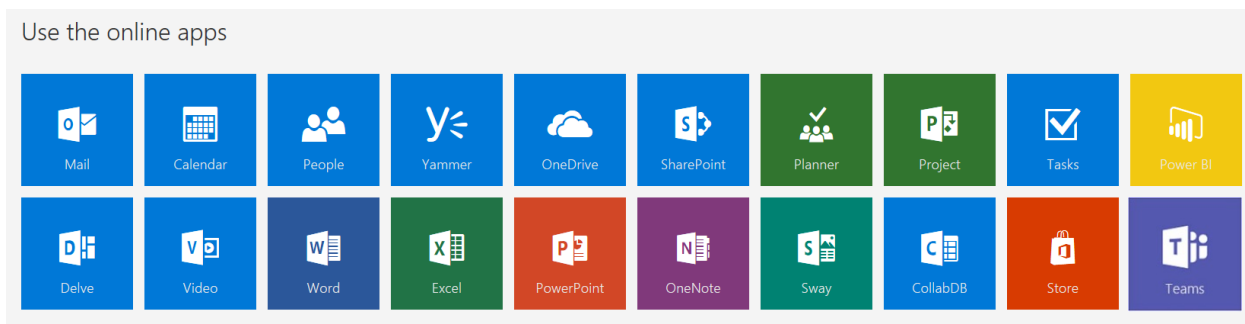 Use the online apps
Mail Calendar People Yammer OneDrive SharePoint Planner Project Tasks Power BI
Delve Video Word Excel PowerPoint OneNote Sway CollabDB Store Teams